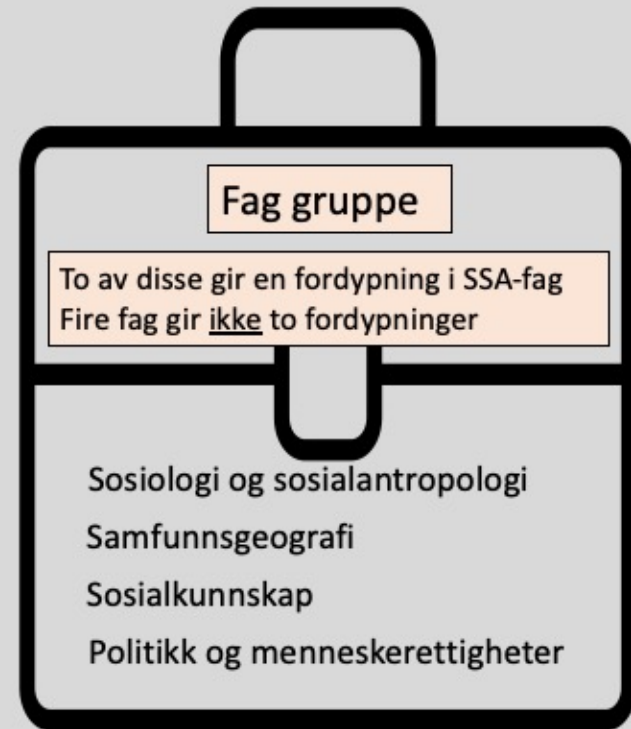 Fag gruppe
To av disse gir en fordypning i SSA-fag
Fire fag gir ikke to fordypninger
Sosiologi og sosialantropologi
Samfunnsgeografi
Sosialkunnskap
Politikk og menneskerettigheter